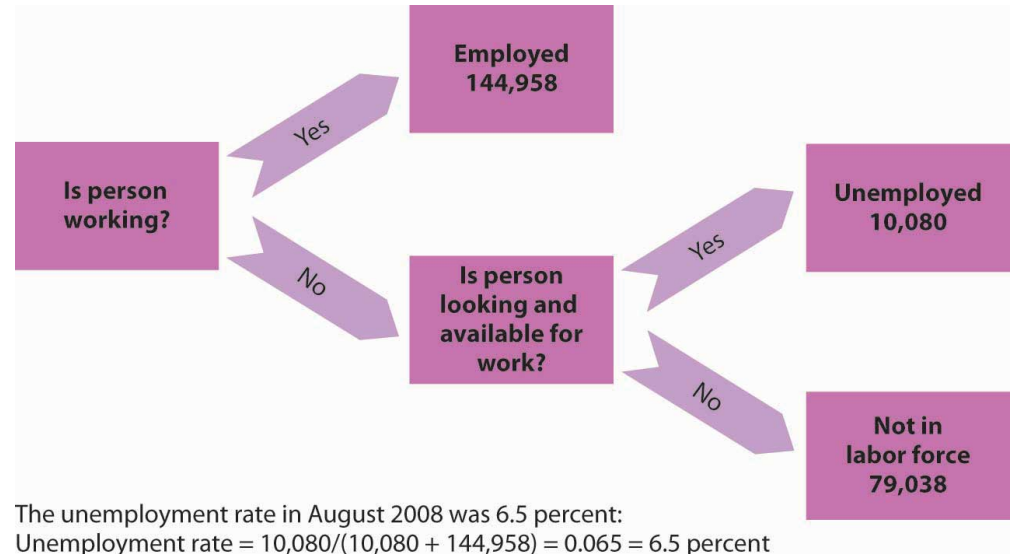 Employed
144,958
Yes
Is person
working?
Unemployed
10,080
Yes
No
Is person
looking and
available for
work?
No
Not in
labor force
79,038
The unemployment rate in August 2008 was 6.5 percent:
Unemployment rate = 10,080/(10,080 + 144,958) = 0.065 = 6.5 percent